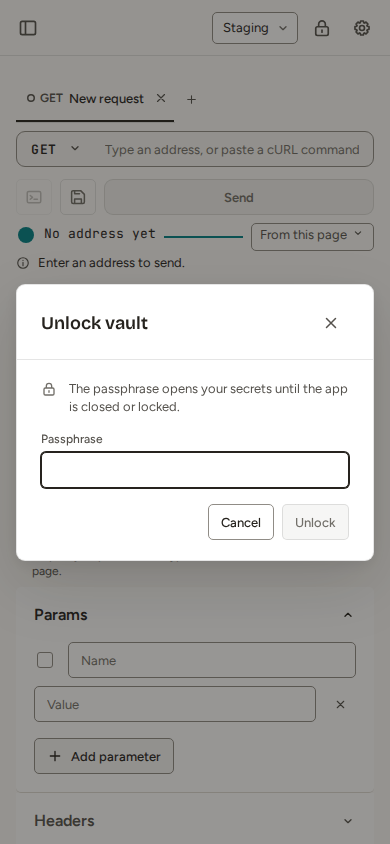 Staging
GET New request
GET Type an address, or paste a cURL command
Send
No address yet
From this page
Enter an address to send.
Unlock vault
The passphrase opens your secrets until the app
is closed or locked.
Passphrase
Cancel
Unlock
page.
Params
Name
Value
Add parameter
Headers